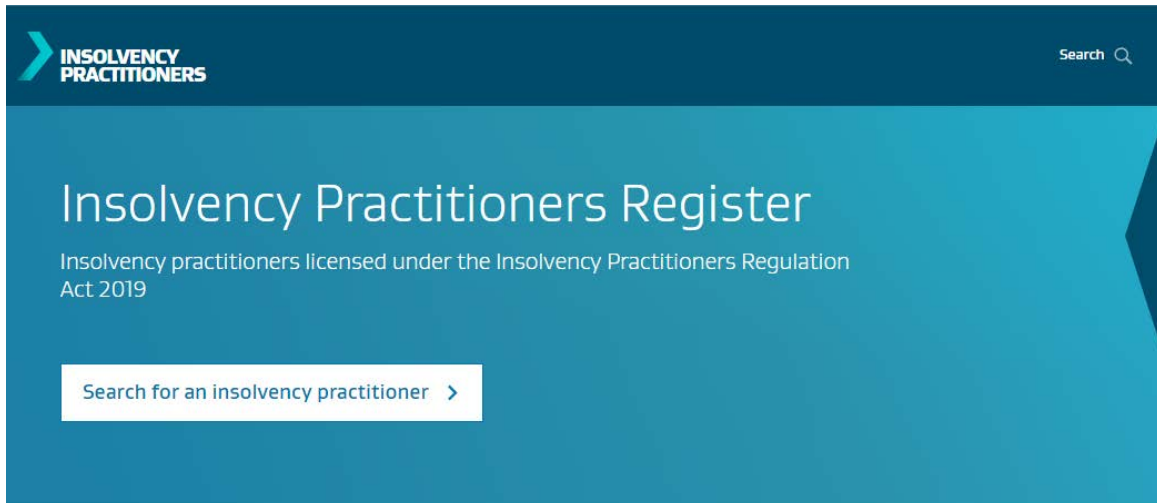 INSOLVENCY
PRACTITIONERS
Search
Insolvency Practitioners Register
Insolvency practitioners licensed under the Insolvency Practitioners Regulation
Act 2019
Search for an insolvency practitioner